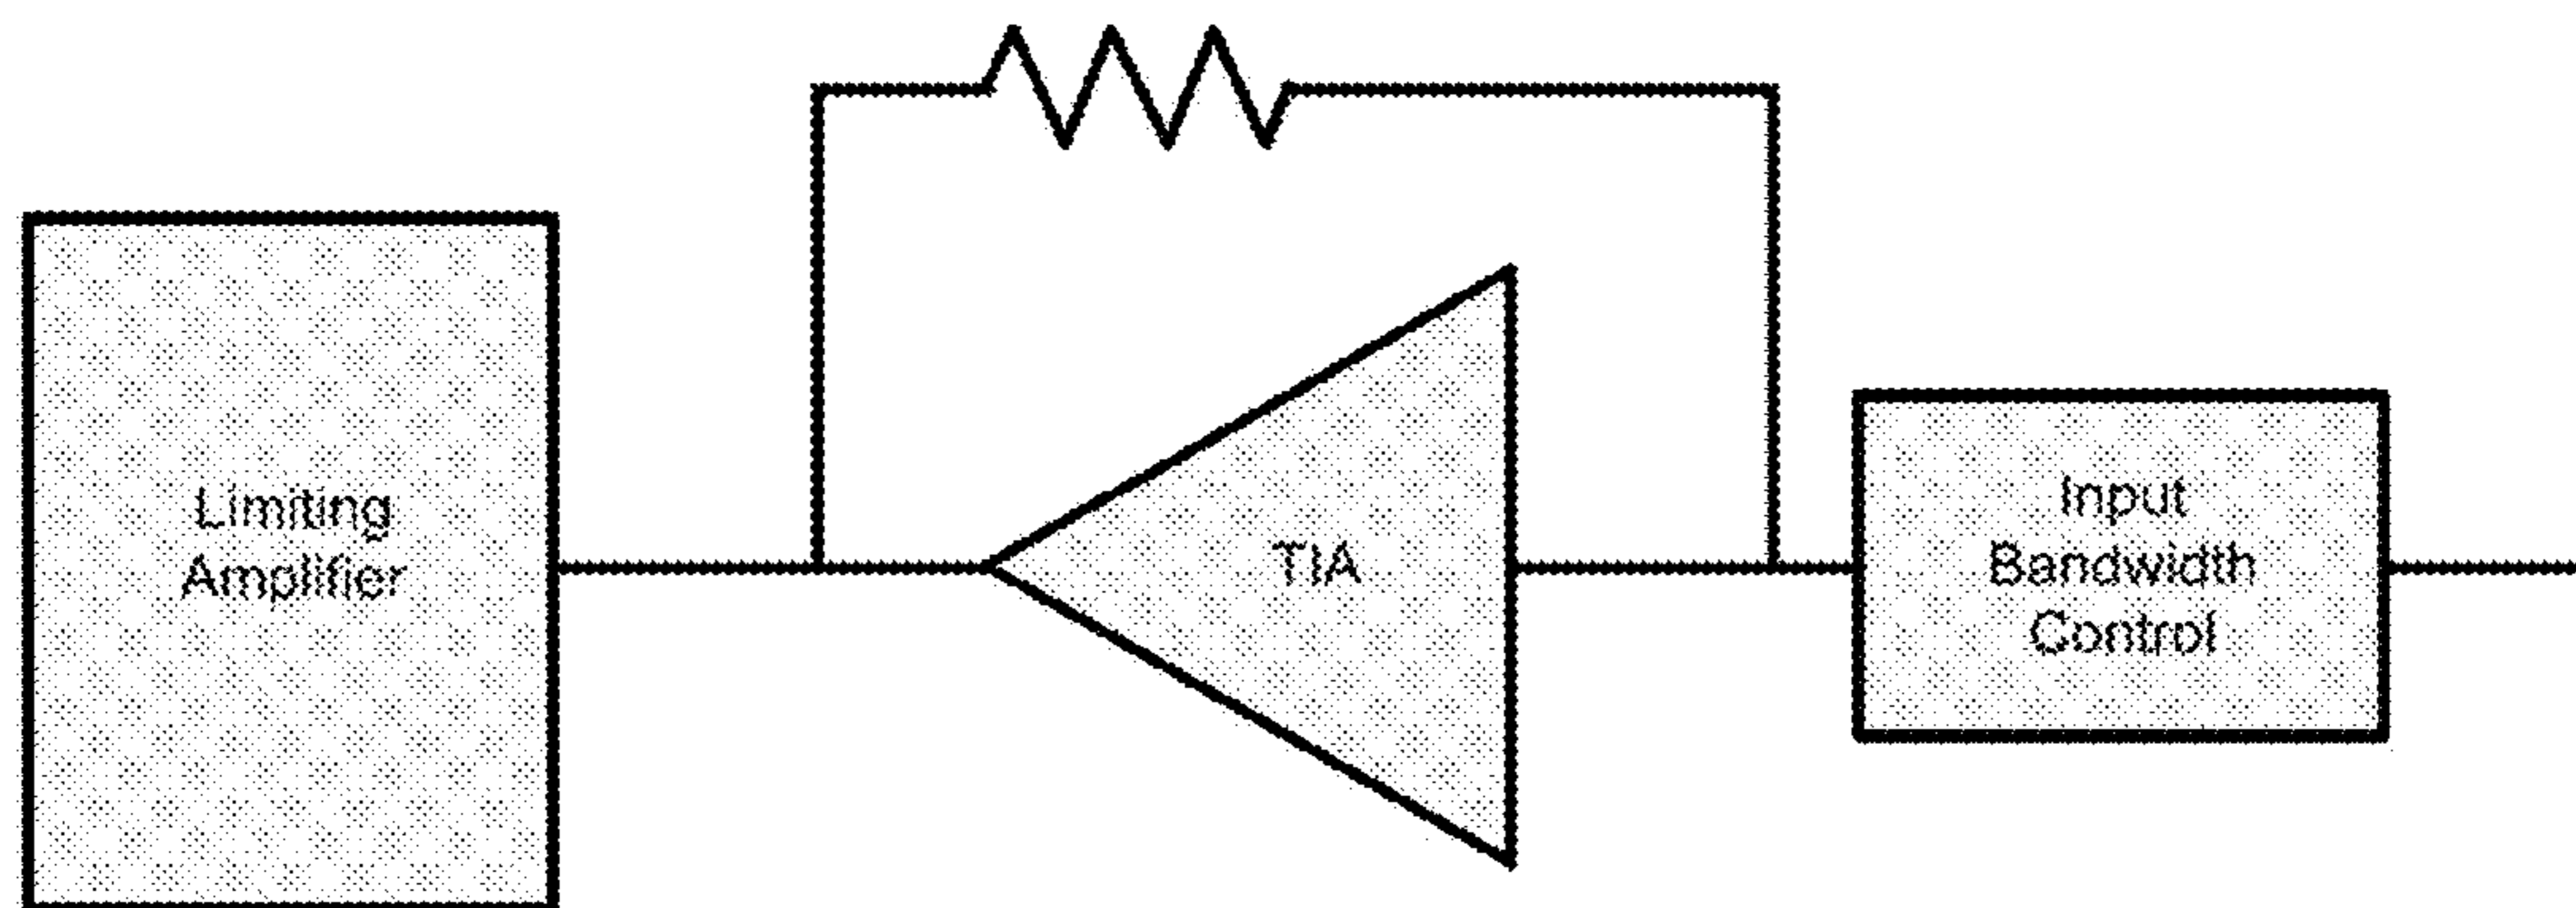 Limiting
Amplifier
TIA
Input
Bandwidth
Control